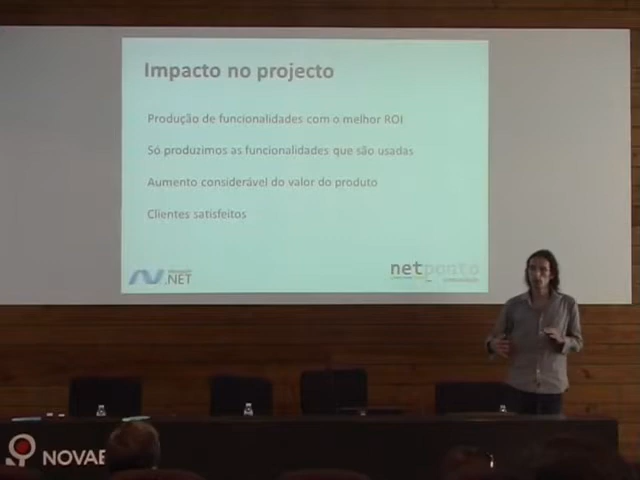 Impacto no projecto
Produção de funcionalidades com o melhor ROI
Só produzimos as funcionalidades que são usadas
Aumento considerável do valor do produto
Clientes satisfeitos
.NET
netponto
NOVAB